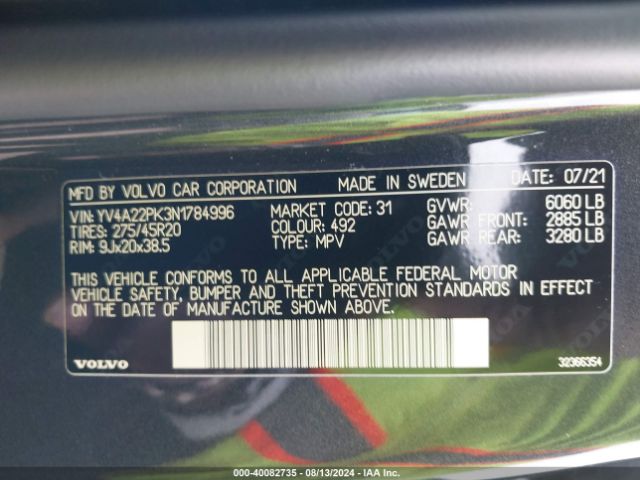 MFD BY VOLVO CAR CORPORATION MADE IN SWEDEN DATE: 07/21
VIN: YV4A22PK3N1784996 MARKET CODE: 31 GVWR: 6060 LB
TIRES: 275/45R20 COLOUR: 492 GAWR FRONT: 2885 LB
RIM: 9Jx20x38.5 TYPE: MPV GAWR REAR: 3280 LB
THIS VEHICLE CONFORMS TO ALL APPLICABLE FEDERAL MOTOR
VEHICLE SAFETY, BUMPER AND THEFT PREVENTION STANDARDS IN EFFECT
ON THE DATE OF MANUFACTURE SHOWN ABOVE.
VOLVO 32366354
000-40082735 - 08/13/2024 - IAA Inc.